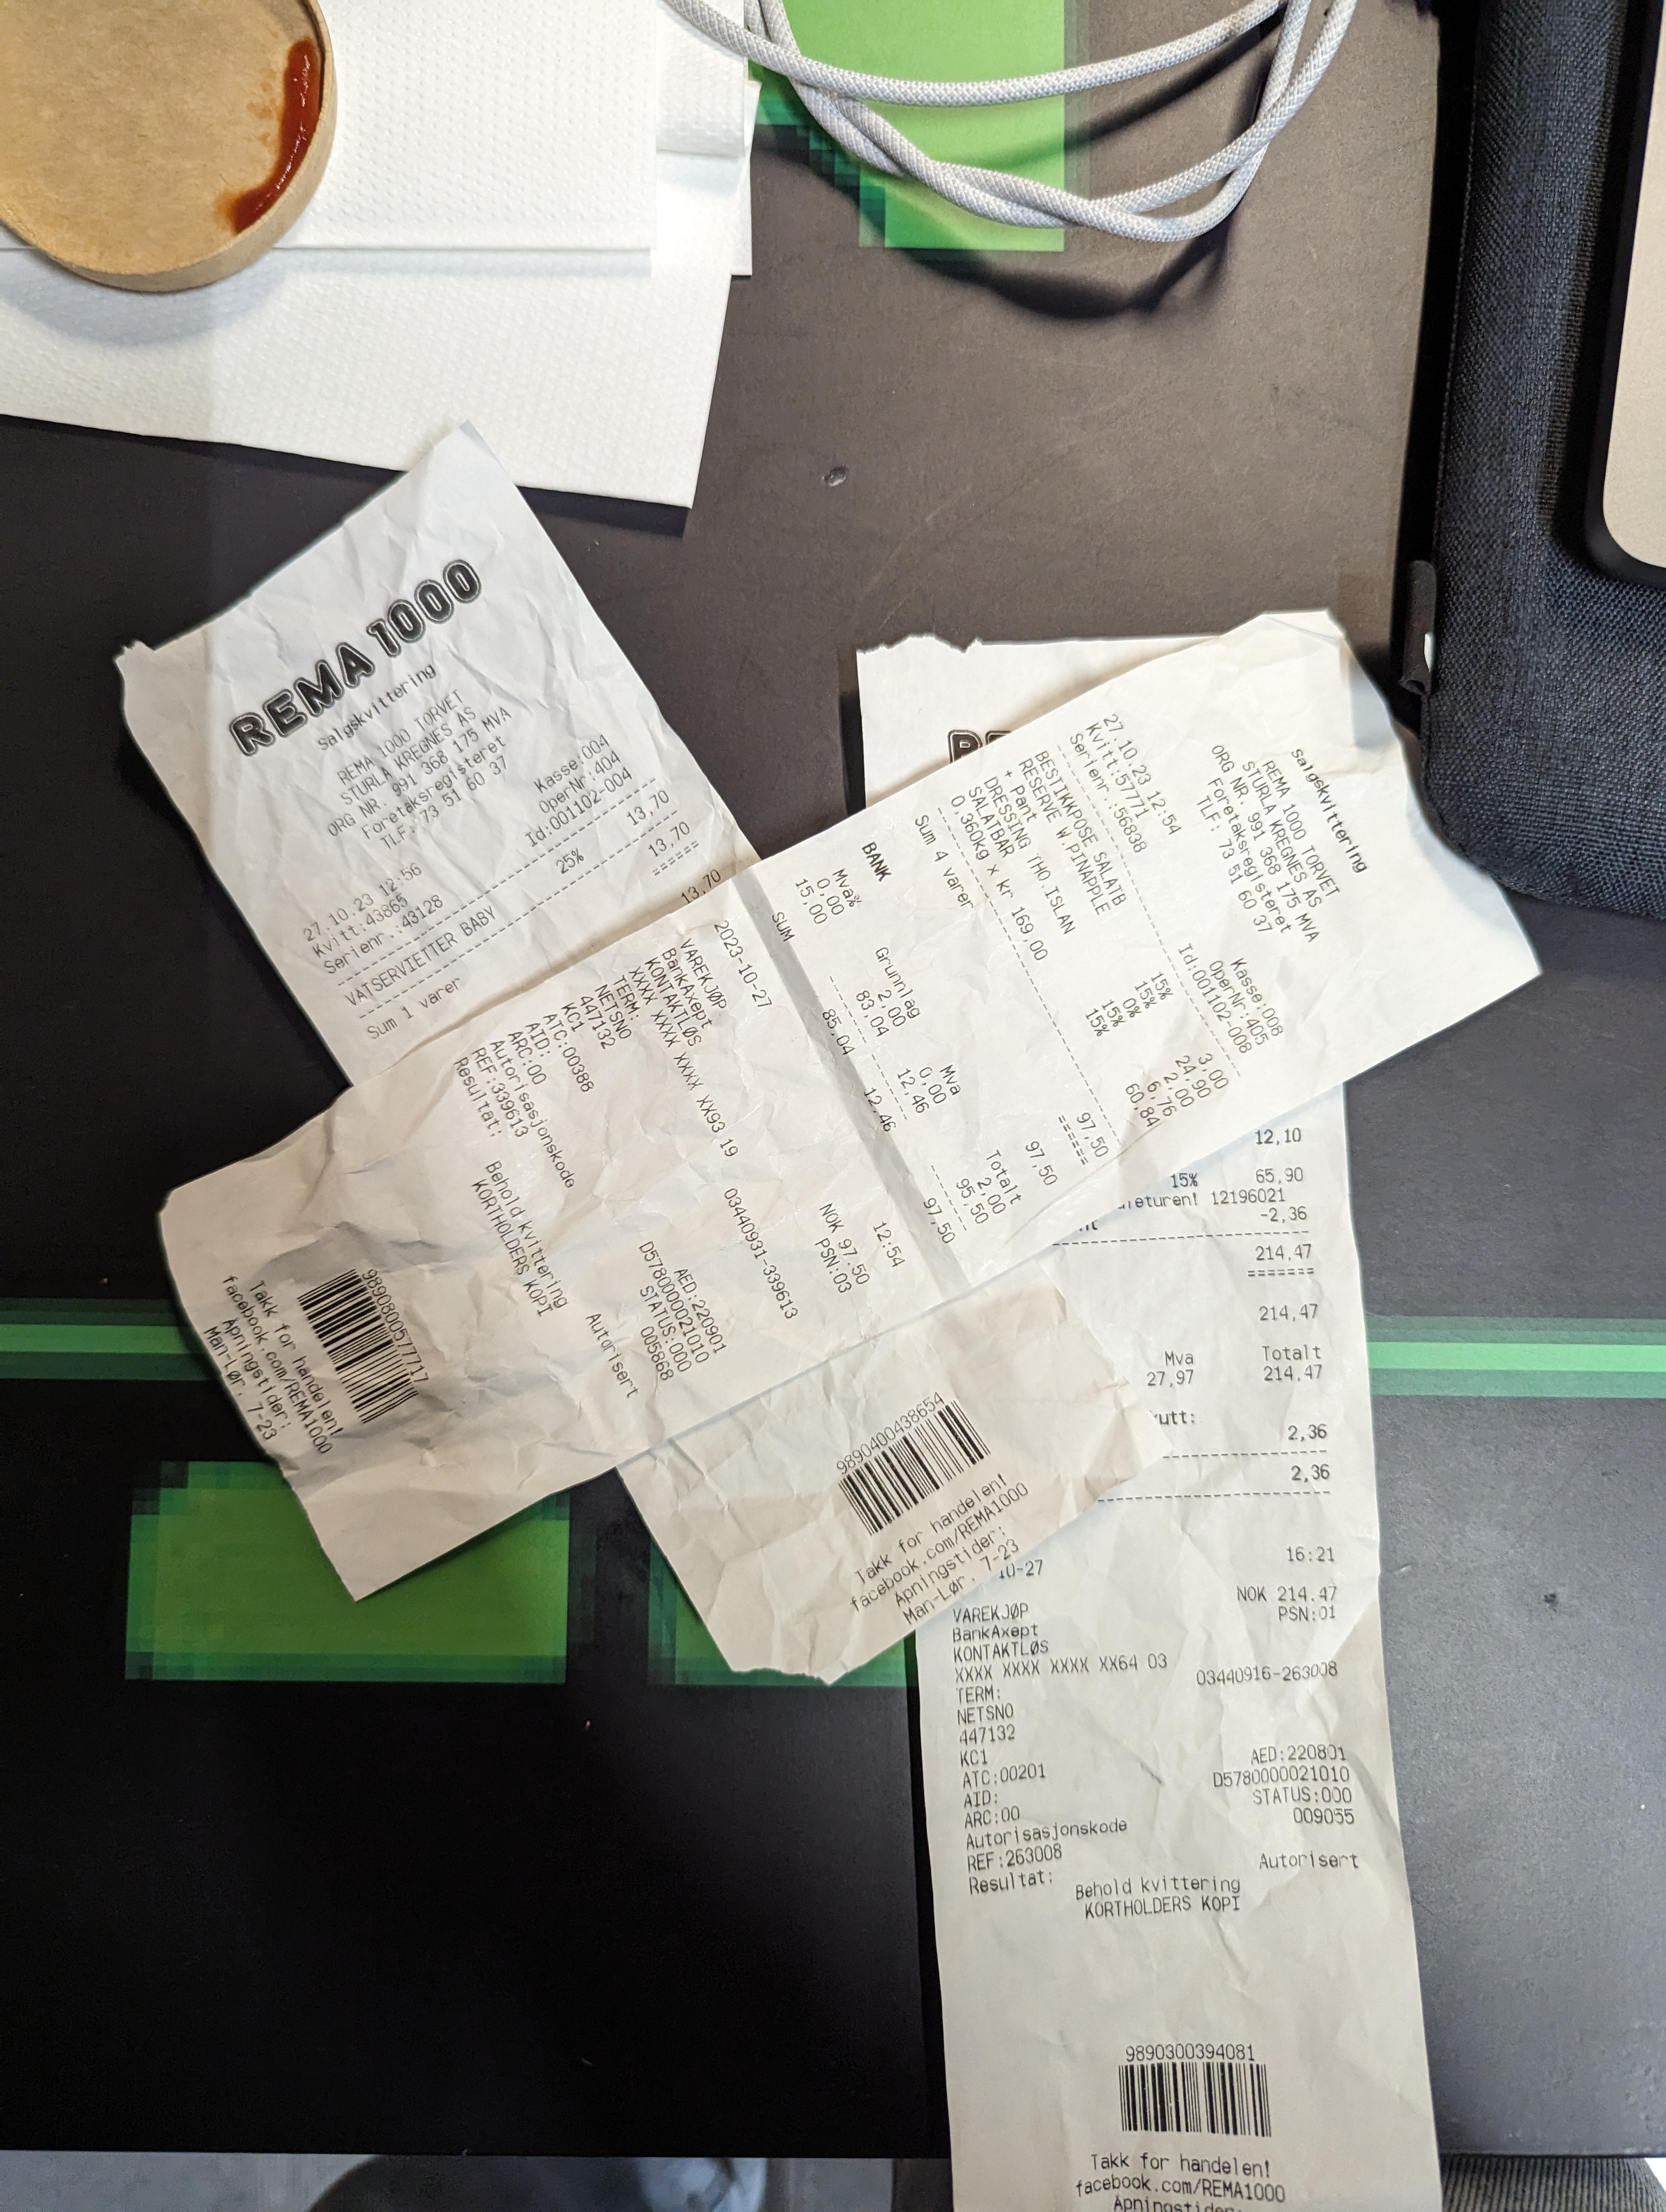 REMA 1000
Salgskvittering
REMA 1000 TORVET
STURLA KREGNES AS
ORG NR. 991 368 175 MVA
Foretaksregisteret
TLF: 73 51 60 37
27.10.23 12:56 Kasse:004
Kvitt:43865 OperNr:404
Serienr.:43128 Id:001102-004
VATSERVIETTER BABY 25% 13,70
Sum 1 varer 13,70
======
13,70
9890400438654
Takk for handelen!
facebook.com/REMA1000
Apningstider:
Man-Lør. 7-23
Salgskvittering
REMA 1000 TORVET
STURLA KREGNES AS
ORG NR. 991 368 175 MVA
Foretaksregisteret
TLF: 73 51 60 37
27.10.23 12:54 Kasse:008
Kvitt:57771 OperNr:405
Serienr.:56838 Id:001102-008
BESTIKKPOSE SALATB 15% 3,00
RESERVE W.PINAPPLE 15% 24,90
+ Pant 0% 2,00
DRESSING THO.ISLAN 15% 6,76
SALATBAR 15% 60,84
0,360kg x kr 169,00
Sum 4 varer 97,50
======
BANK 97,50
Mva% Grunnlag Mva Totalt
0,00 2,00 0,00 2,00
15,00 83,04 12,46 95,50
SUM 85,04 12,46 97,50
2023-10-27 12:54
VAREKJØP NOK 97.50
BankAxept PSN:03
KONTAKTLØS
XXXX XXXX XXXX XX93 19
TERM: 03440931-339613
NETSNO
447132
KC1
ATC:00388 AED:220901
AID: D5780000021010
ARC:00 STATUS:000
Autorisasjonskode 005868
REF:339613
Resultat: Autorisert
Behold kvittering
KORTHOLDERS KOPI
9890800577717
Takk for handelen!
facebook.com/REMA1000
Apningstider:
Man-Lør. 7-23
12,10
15% 65,90
12196021
-2,36
214,47
=======
214,47
Mva Totalt
27,97 214,47
2,36
2,36
10-27 16:21
VAREKJØP NOK 214.47
BankAxept PSN:01
KONTAKTLØS
XXXX XXXX XXXX XX64 03
TERM: 03440916-263008
NETSNO
447132
KC1
ATC:00201 AED:220801
AID: D5780000021010
ARC:00 STATUS:000
Autorisasjonskode 009055
REF:263008
Resultat: Autorisert
Behold kvittering
KORTHOLDERS KOPI
9890300394081
Takk for handelen!
facebook.com/REMA1000
Apningstider: